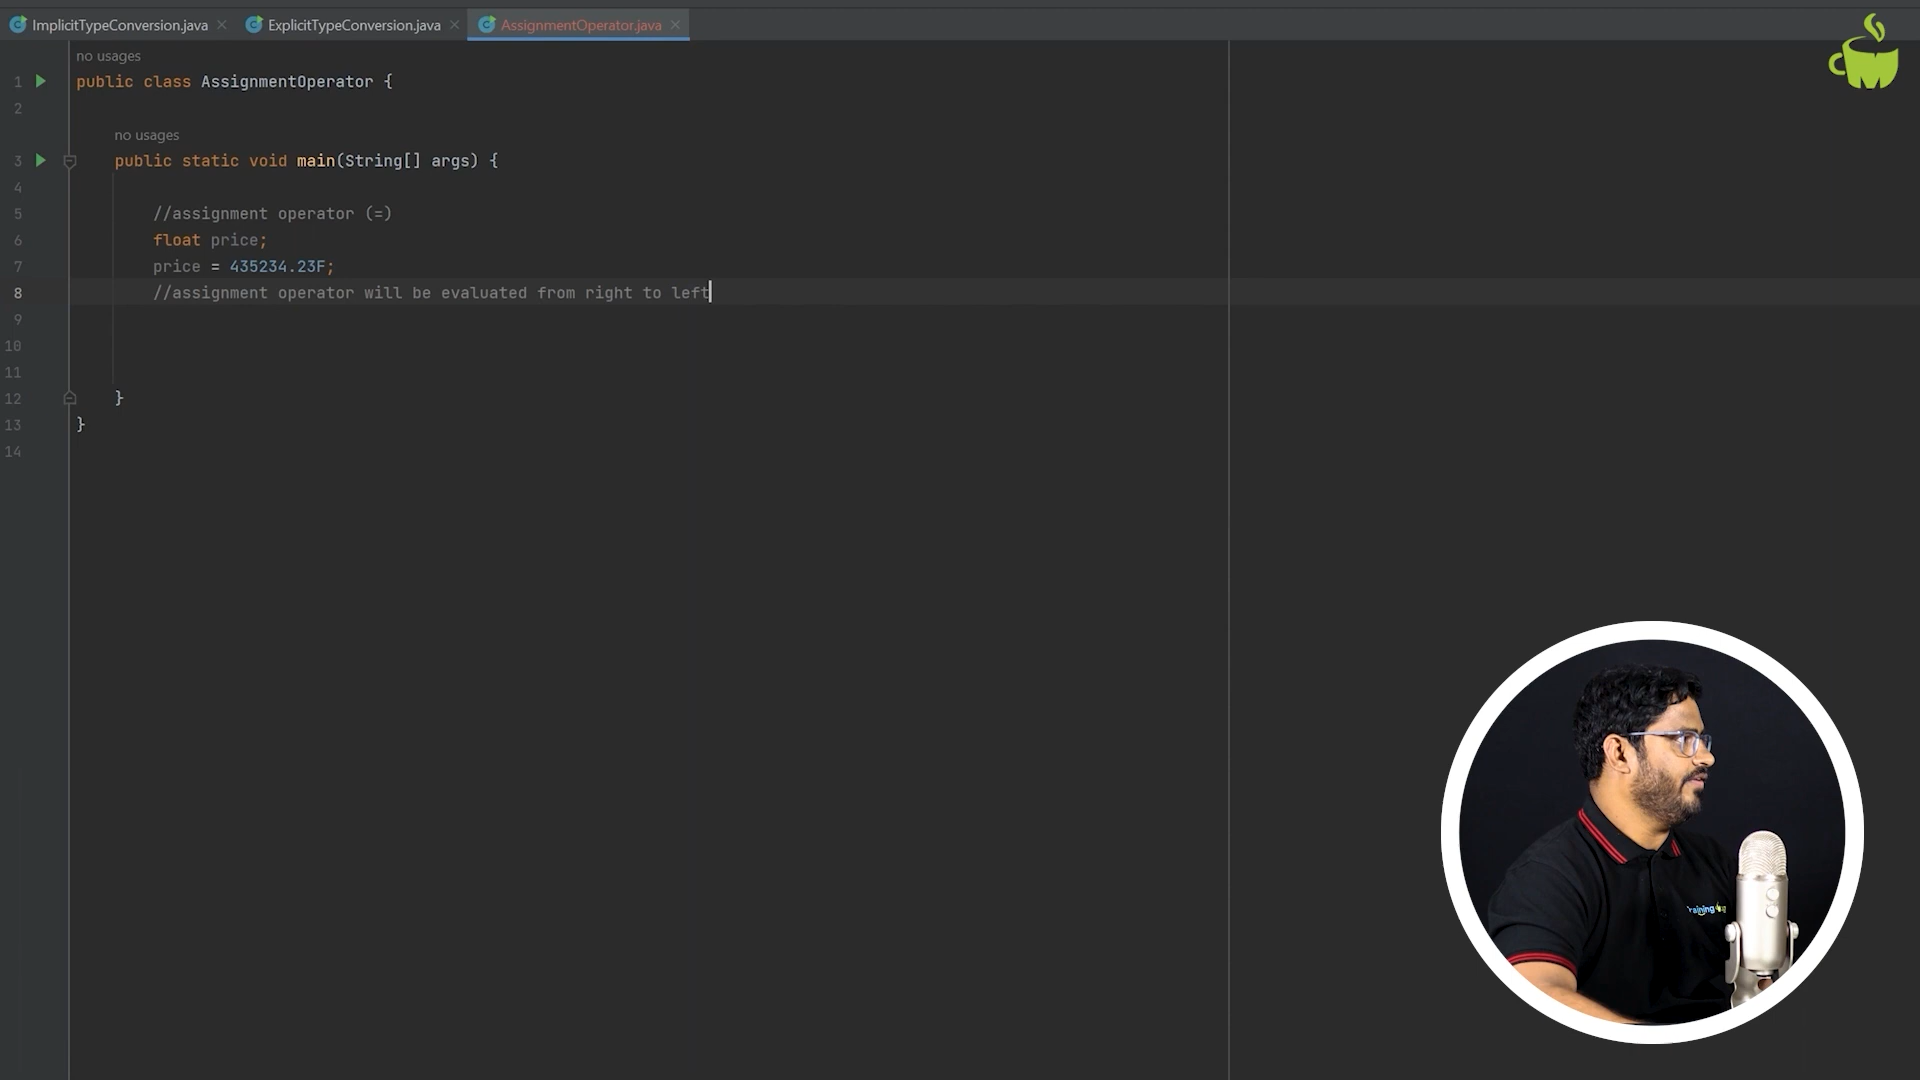 ImplicitTypeConversion.java ExplicitTypeConversion.java AssignmentOperator.java
no usages
1 public class AssignmentOperator {
2
no usages
3 public static void main(String[] args) {
4
5 //assignment operator (=)
6 float price;
7 price = 435234.23F;
8 //assignment operator will be evaluated from right to left
9
10
11
12 }
13 }
14